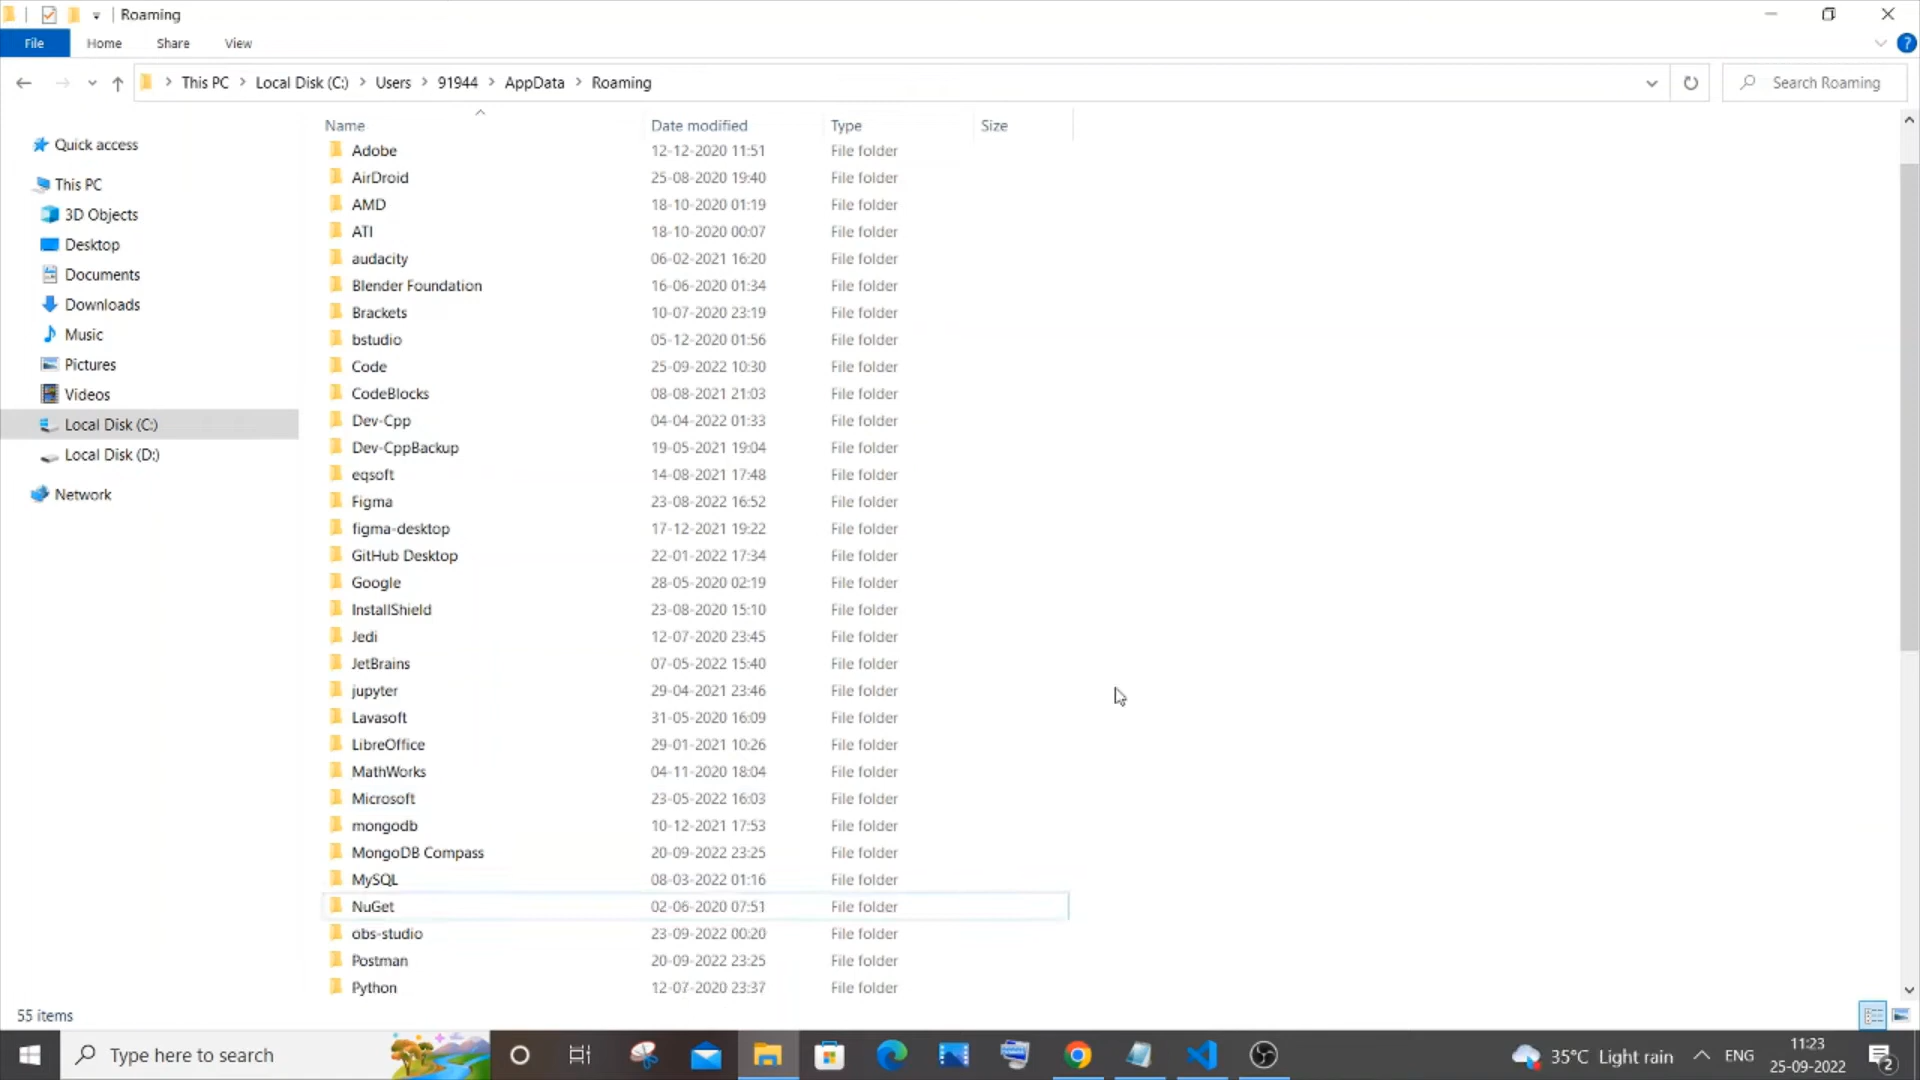 Roaming
File Home Share View
This PC Local Disk (C:) Users 91944 AppData Roaming Search Roaming
Name Date modified Type Size
Quick access
This PC
3D Objects
Desktop
Documents
Downloads
Music
Pictures
Videos
Local Disk (C:)
Local Disk (D:)
Network
Adobe 12-12-2020 11:51 File folder
AirDroid 25-08-2020 19:40 File folder
AMD 18-10-2020 01:19 File folder
ATI 18-10-2020 00:07 File folder
audacity 06-02-2021 16:20 File folder
Blender Foundation 16-06-2020 01:34 File folder
Brackets 10-07-2020 23:19 File folder
bstudio 05-12-2020 01:56 File folder
Code 25-09-2022 10:30 File folder
CodeBlocks 08-08-2021 21:03 File folder
Dev-Cpp 04-04-2022 01:33 File folder
Dev-CppBackup 19-05-2021 19:04 File folder
eqsoft 14-08-2021 17:48 File folder
Figma 23-08-2022 16:52 File folder
figma-desktop 17-12-2021 19:22 File folder
GitHub Desktop 22-01-2022 17:34 File folder
Google 28-05-2020 02:19 File folder
InstallShield 23-08-2020 15:10 File folder
Jedi 12-07-2020 23:45 File folder
JetBrains 07-05-2022 15:40 File folder
jupyter 29-04-2021 23:46 File folder
Lavasoft 31-05-2020 16:09 File folder
LibreOffice 29-01-2021 10:26 File folder
MathWorks 04-11-2020 18:04 File folder
Microsoft 23-05-2022 16:03 File folder
mongodb 10-12-2021 17:53 File folder
MongoDB Compass 20-09-2022 23:25 File folder
MySQL 08-03-2022 01:16 File folder
NuGet 02-06-2020 07:51 File folder
obs-studio 23-09-2022 00:20 File folder
Postman 20-09-2022 23:25 File folder
Python 12-07-2020 23:37 File folder
55 items
Type here to search
35°C Light rain ENG
11:23
25-09-2022
2